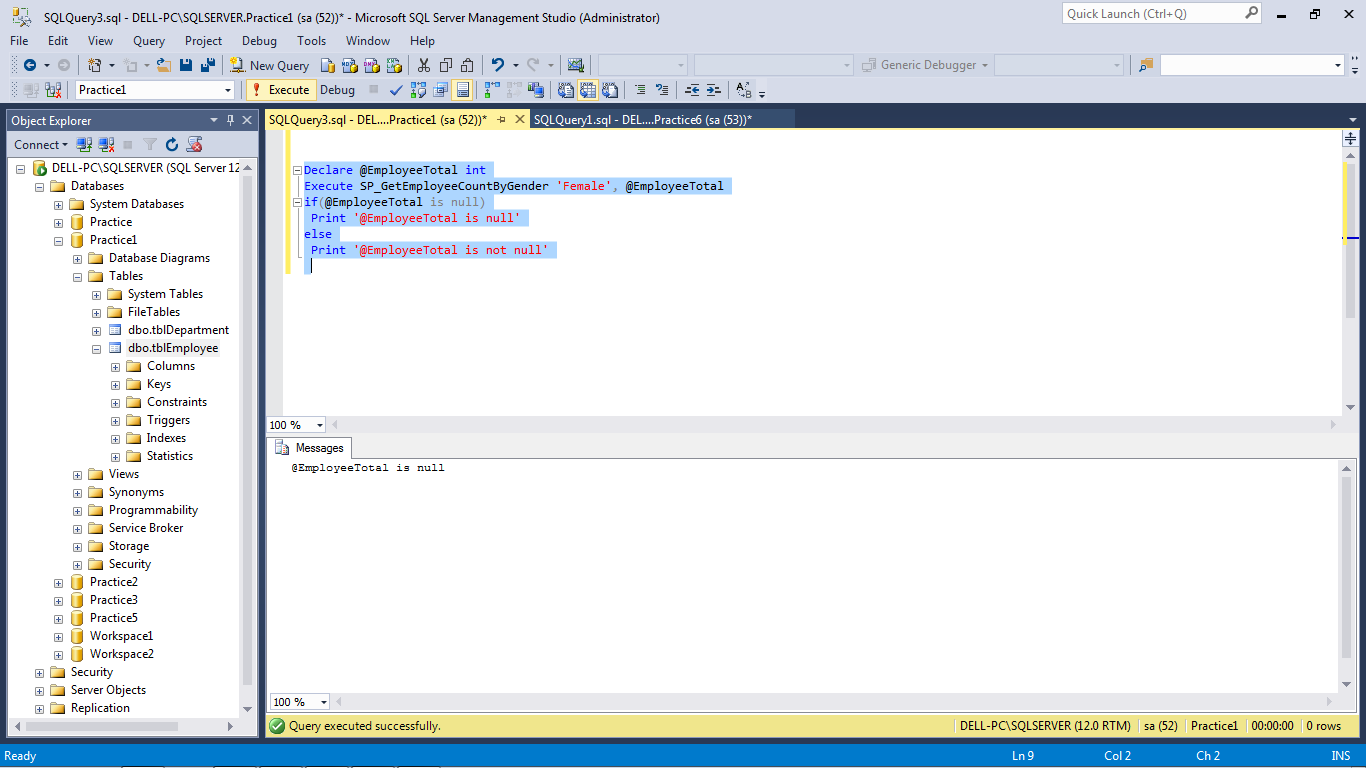 SQLQuery3.sql - DELL-PC\SQLSERVER.Practice1 (sa (52))* - Microsoft SQL Server Management Studio (Administrator)
Quick Launch (Ctrl+Q)
File Edit View Query Project Debug Tools Window Help
New Query
Generic Debugger
Practice1
Execute Debug
Object Explorer
SQLQuery3.sql - DEL....Practice1 (sa (52))*
SQLQuery1.sql - DEL....Practice6 (sa (53))*
Connect
DELL-PC\SQLSERVER (SQL Server 12
Databases
System Databases
Practice
Practice1
Database Diagrams
Tables
System Tables
FileTables
dbo.tblDepartment
dbo.tblEmployee
Columns
Keys
Constraints
Triggers
Indexes
Statistics
Views
Synonyms
Programmability
Service Broker
Storage
Security
Practice2
Practice3
Practice5
Workspace1
Workspace2
Security
Server Objects
Replication
Declare @EmployeeTotal int
Execute SP_GetEmployeeCountByGender 'Female', @EmployeeTotal
if(@EmployeeTotal is null)
Print '@EmployeeTotal is null'
else
Print '@EmployeeTotal is not null'
100 %
Messages
@EmployeeTotal is null
100 %
Query executed successfully.
DELL-PC\SQLSERVER (12.0 RTM) sa (52) Practice1 00:00:00 0 rows
Ready
Ln 9 Col 2 Ch 2 INS